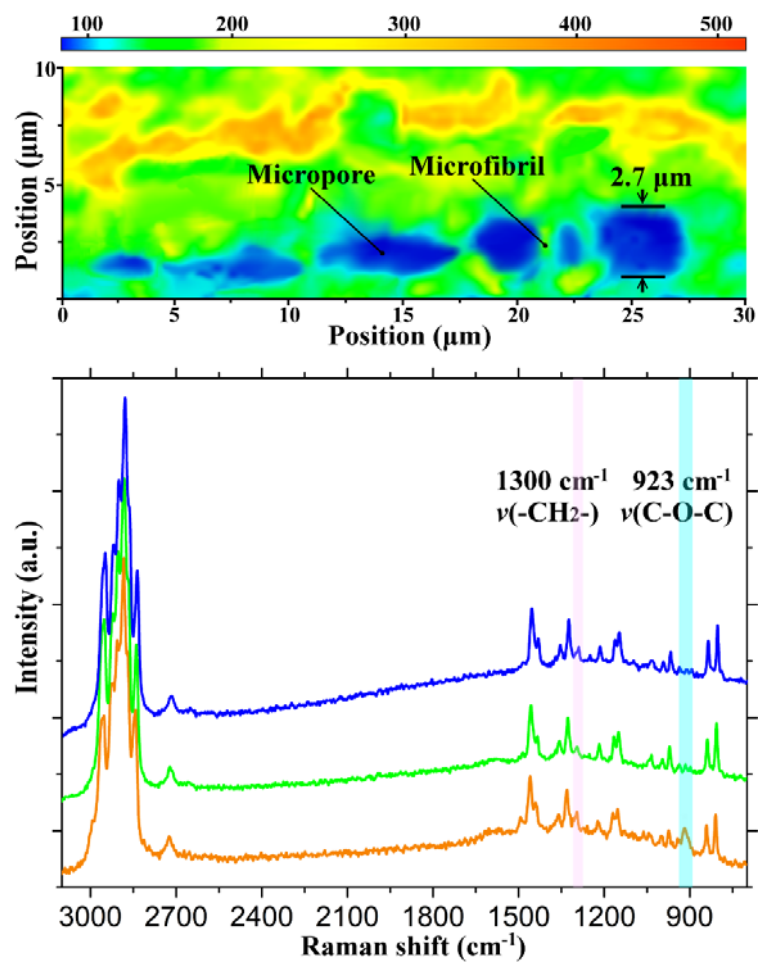 100 200 300 400 500
10
5
Position (μm)
Micropore
Microfibril
2.7 μm
0 5 10 15 20 25 30
Position (μm)
1300 cm⁻¹ 923 cm⁻¹
ν(-CH2-) ν(C-O-C)
Intensity (a.u.)
3000 2700 2400 2100 1800 1500 1200 900
Raman shift (cm⁻¹)